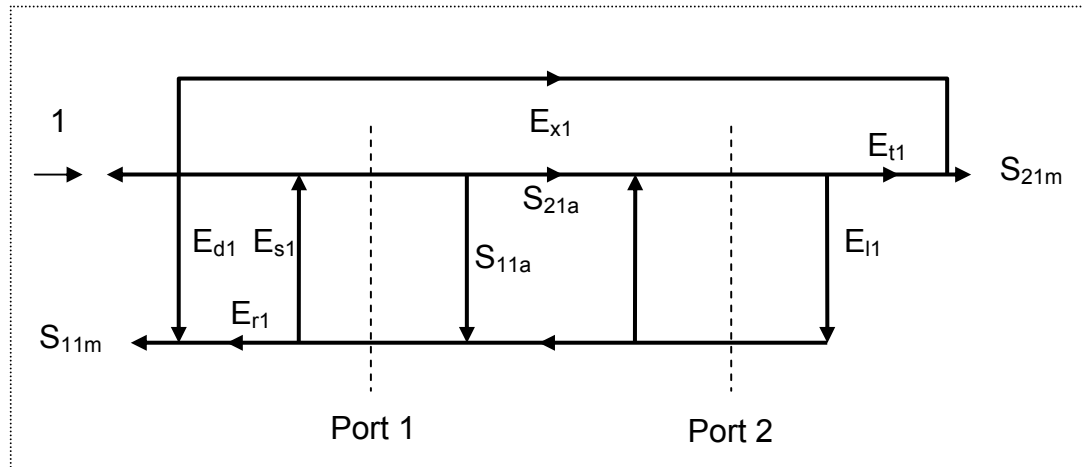 1
E_x1
E_t1
S_21m
S_21a
E_d1
E_s1
S_11a
E_l1
E_r1
S_11m
Port 1
Port 2